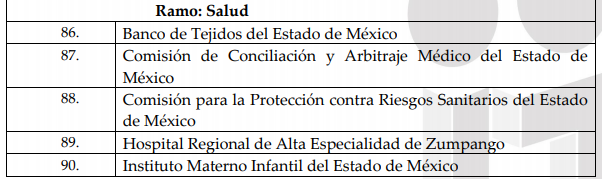 Ramo: Salud
86. Banco de Tejidos del Estado de México
87. Comisión de Conciliación y Arbitraje Médico del Estado de
México
88. Comisión para la Protección contra Riesgos Sanitarios del Estado
de México
89. Hospital Regional de Alta Especialidad de Zumpango
90. Instituto Materno Infantil del Estado de México